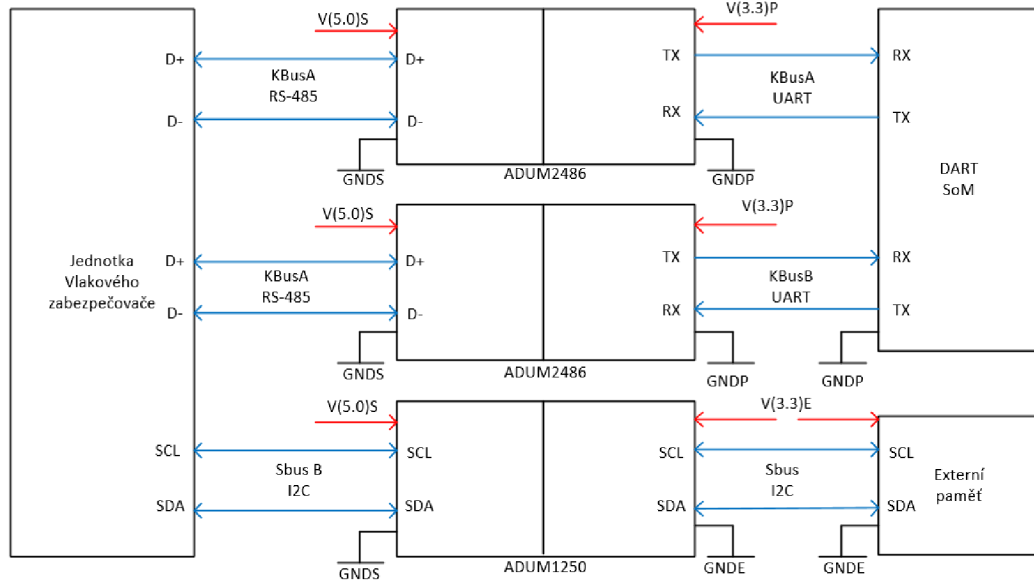 V(5.0)S
V(3.3)P
D+
D+
TX
RX
KBusA
RS-485
KBusA
UART
D-
D-
RX
TX
GNDS
GNDP
ADUM2486
DART
SoM
V(5.0)S
V(3.3)P
Jednotka
Vlakového
zabezpečovače
D+
D+
TX
RX
KBusA
RS-485
KBusB
UART
D-
D-
RX
TX
GNDS
GNDP
GNDP
ADUM2486
V(5.0)S
V(3.3)E
SCL
SCL
SCL
SCL
Sbus B
I2C
Sbus
I2C
Externí
paměť
SDA
SDA
SDA
SDA
GNDS
GNDE
GNDE
ADUM1250